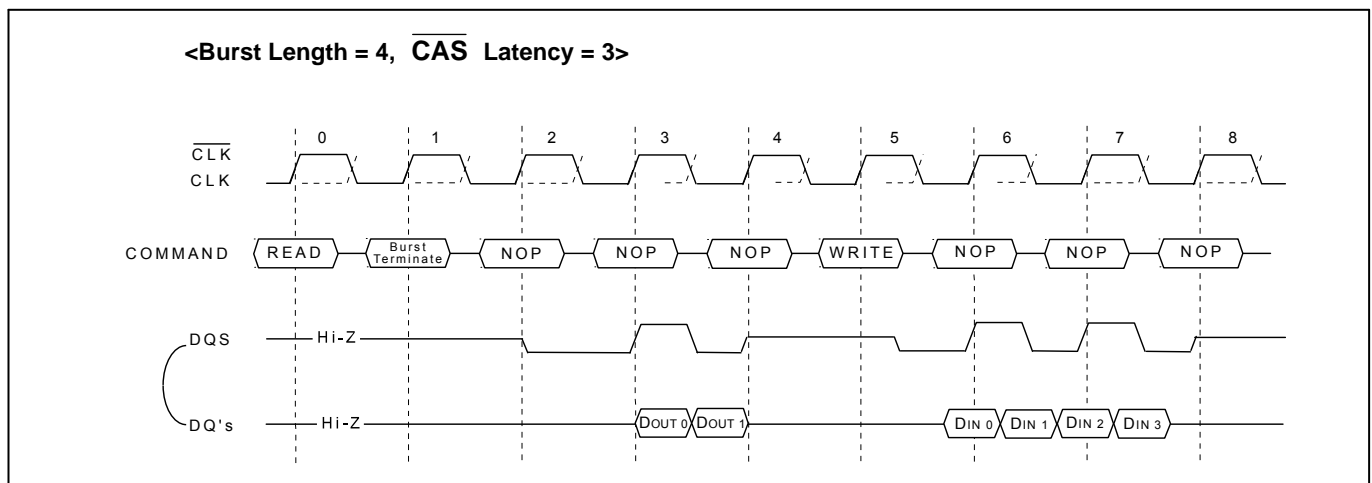 <Burst Length = 4, CAS Latency = 3>
0 1 2 3 4 5 6 7 8
CLK
CLK
COMMAND READ Burst Terminate NOP NOP NOP WRITE NOP NOP NOP
DQS Hi-Z
DQ's Hi-Z DOUT 0 DOUT 1 DIN 0 DIN 1 DIN 2 DIN 3